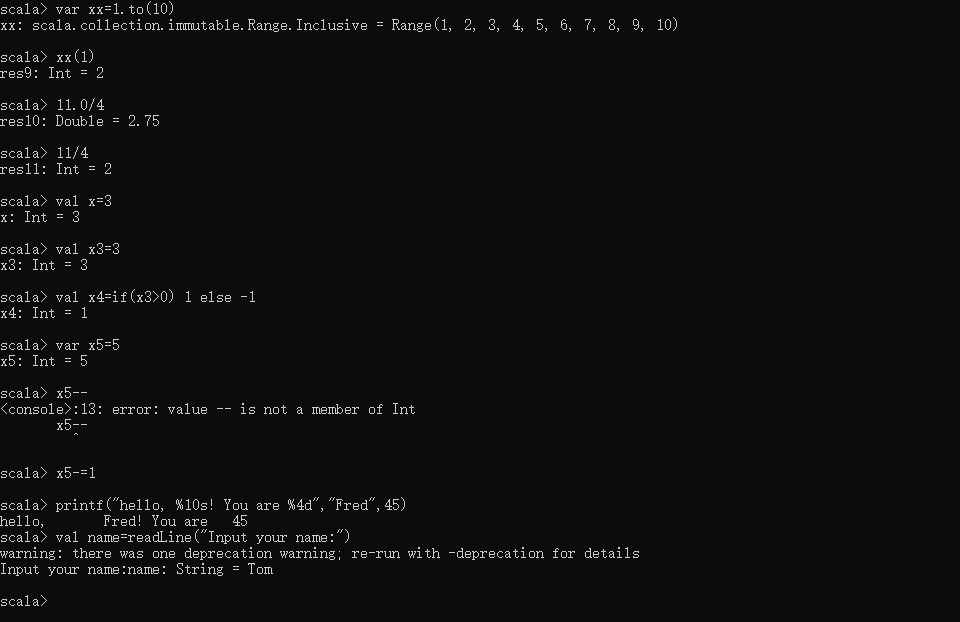 scala> var xx=1.to(10)
xx: scala.collection.immutable.Range.Inclusive = Range(1, 2, 3, 4, 5, 6, 7, 8, 9, 10)
scala> xx(1)
res9: Int = 2
scala> 11.0/4
res10: Double = 2.75
scala> 11/4
res11: Int = 2
scala> val x=3
x: Int = 3
scala> val x3=3
x3: Int = 3
scala> val x4=if(x3>0) 1 else -1
x4: Int = 1
scala> var x5=5
x5: Int = 5
scala> x5--
<console>:13: error: value -- is not a member of Int
       x5--
         ^
scala> x5-=1
scala> printf("hello, %10s! You are %4d","Fred",45)
hello,       Fred! You are   45
scala> val name=readLine("Input your name:")
warning: there was one deprecation warning; re-run with -deprecation for details
Input your name:name: String = Tom
scala>